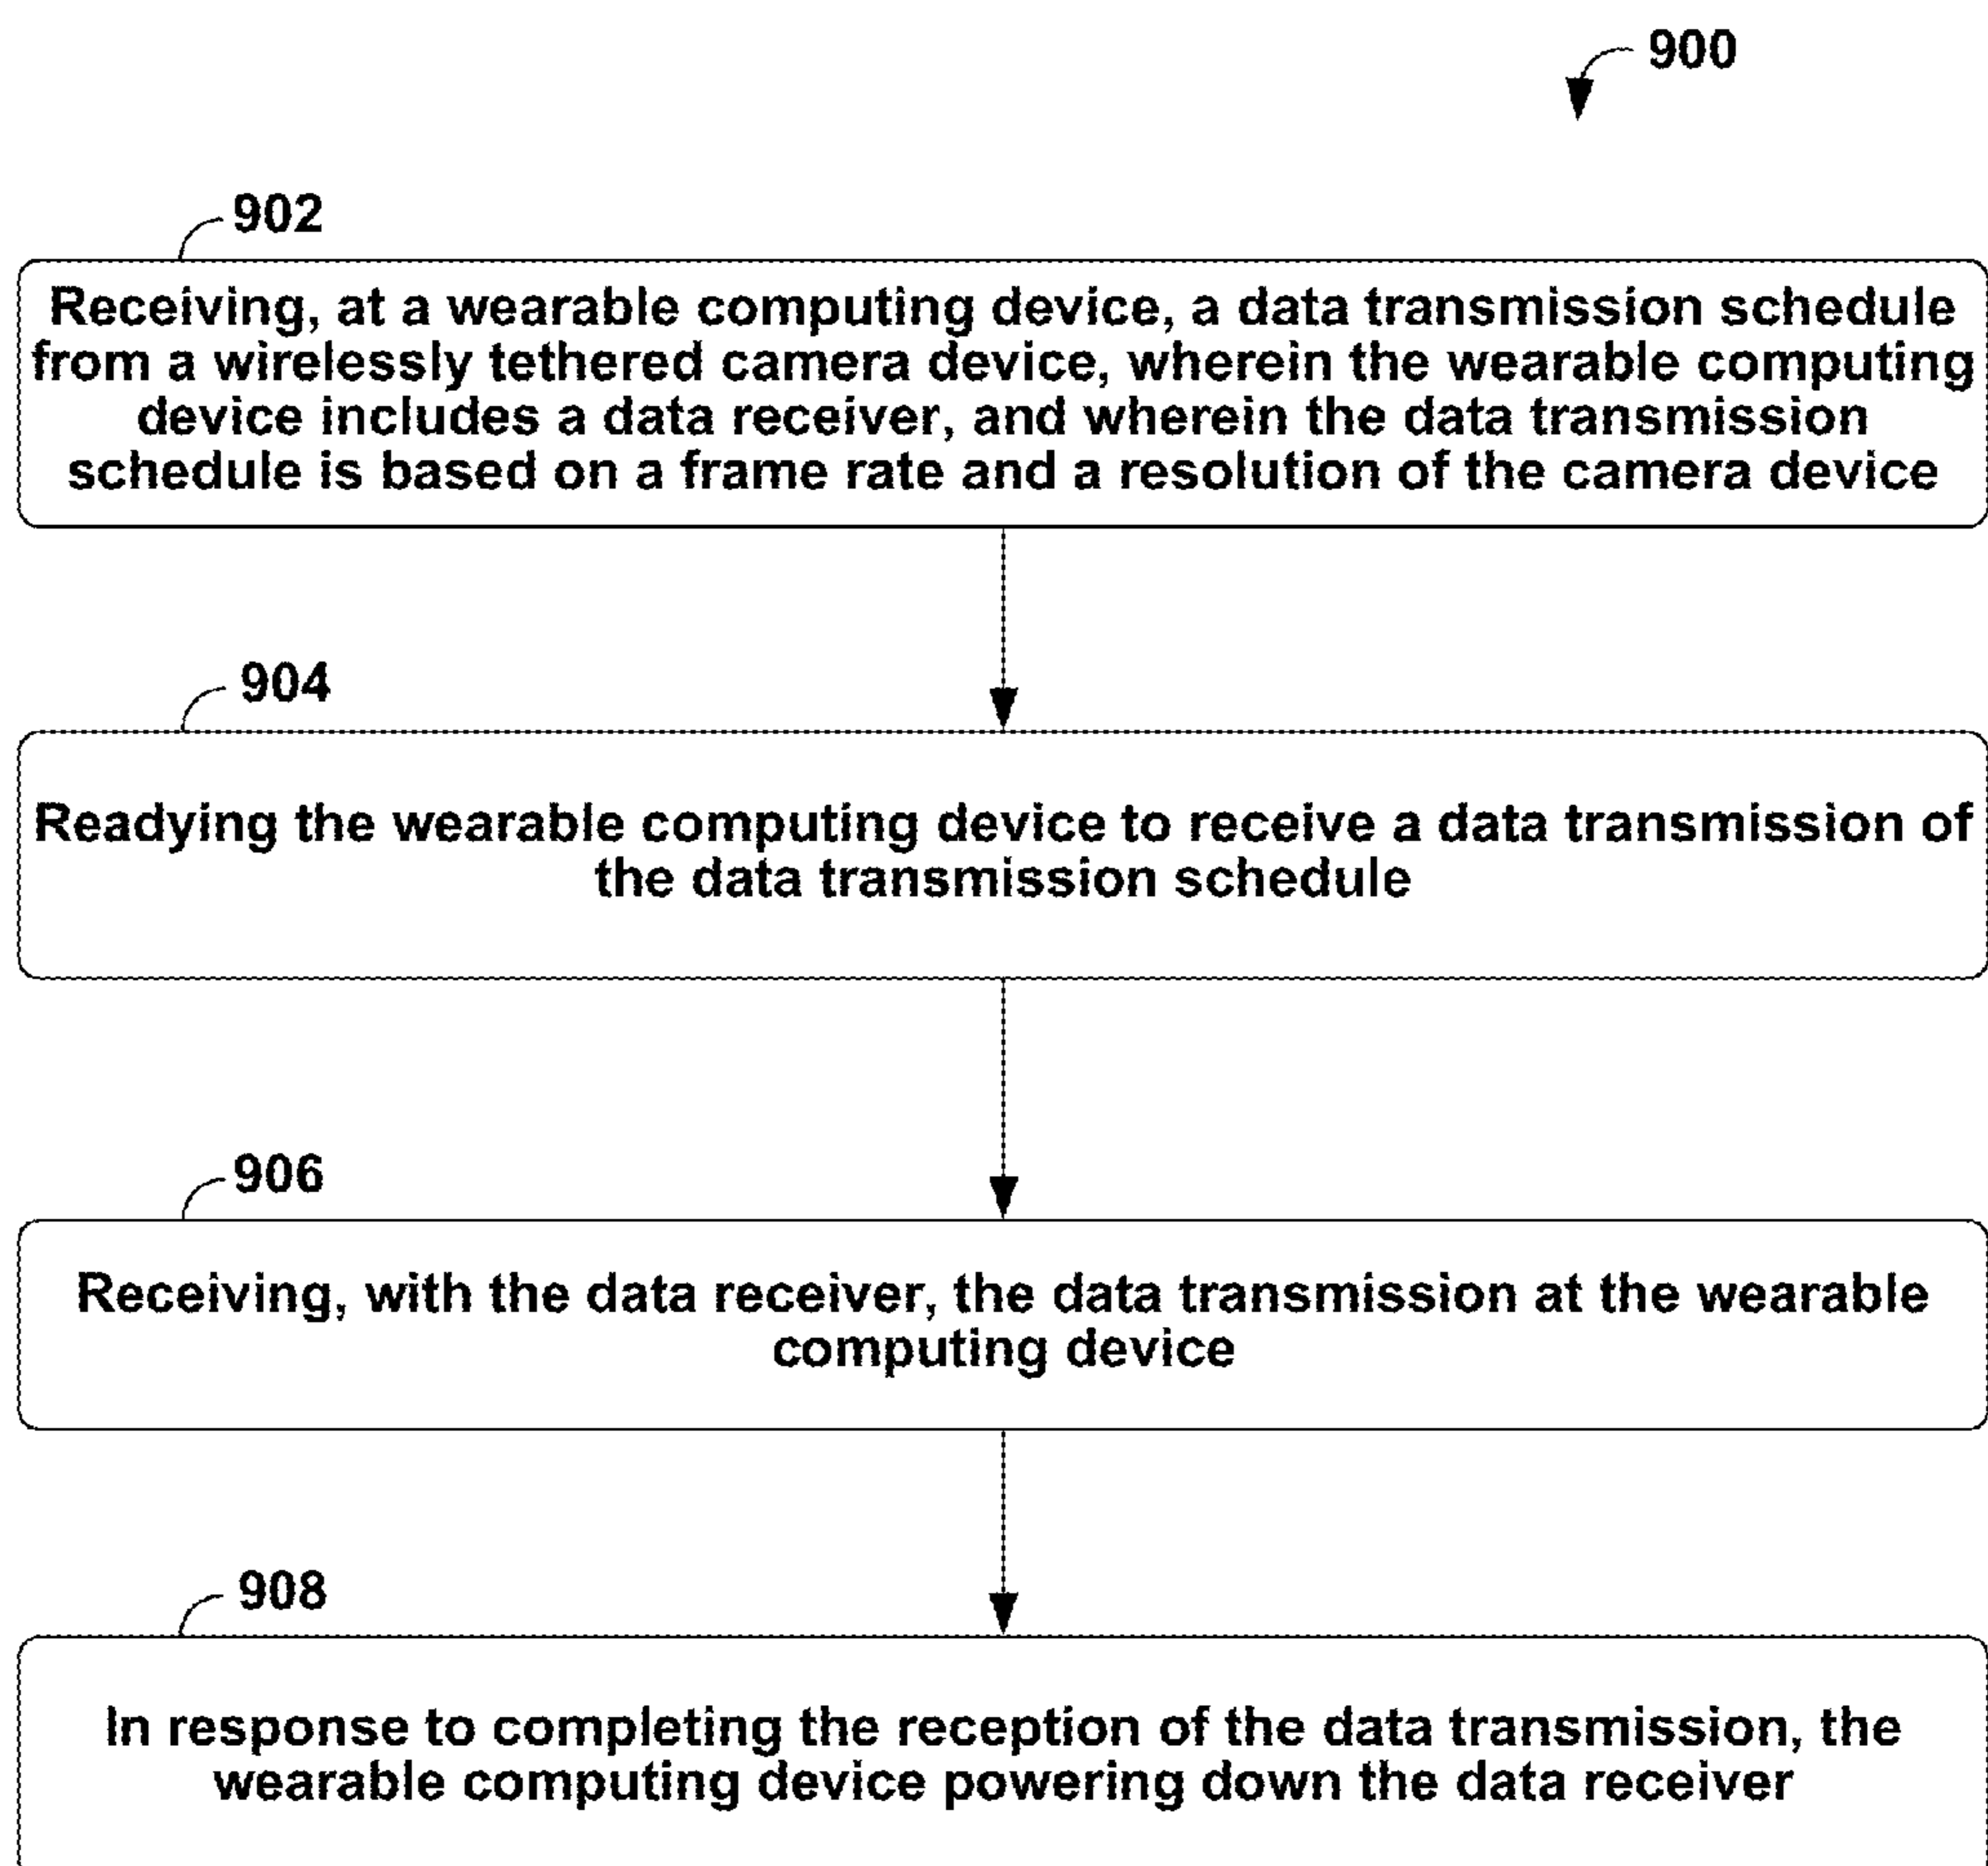 900
902
Receiving, at a wearable computing device, a data transmission schedule
from a wirelessly tethered camera device, wherein the wearable computing
device includes a data receiver, and wherein the data transmission
schedule is based on a frame rate and a resolution of the camera device
904
Readying the wearable computing device to receive a data transmission of
the data transmission schedule
906
Receiving, with the data receiver, the data transmission at the wearable
computing device
908
In response to completing the reception of the data transmission, the
wearable computing device powering down the data receiver